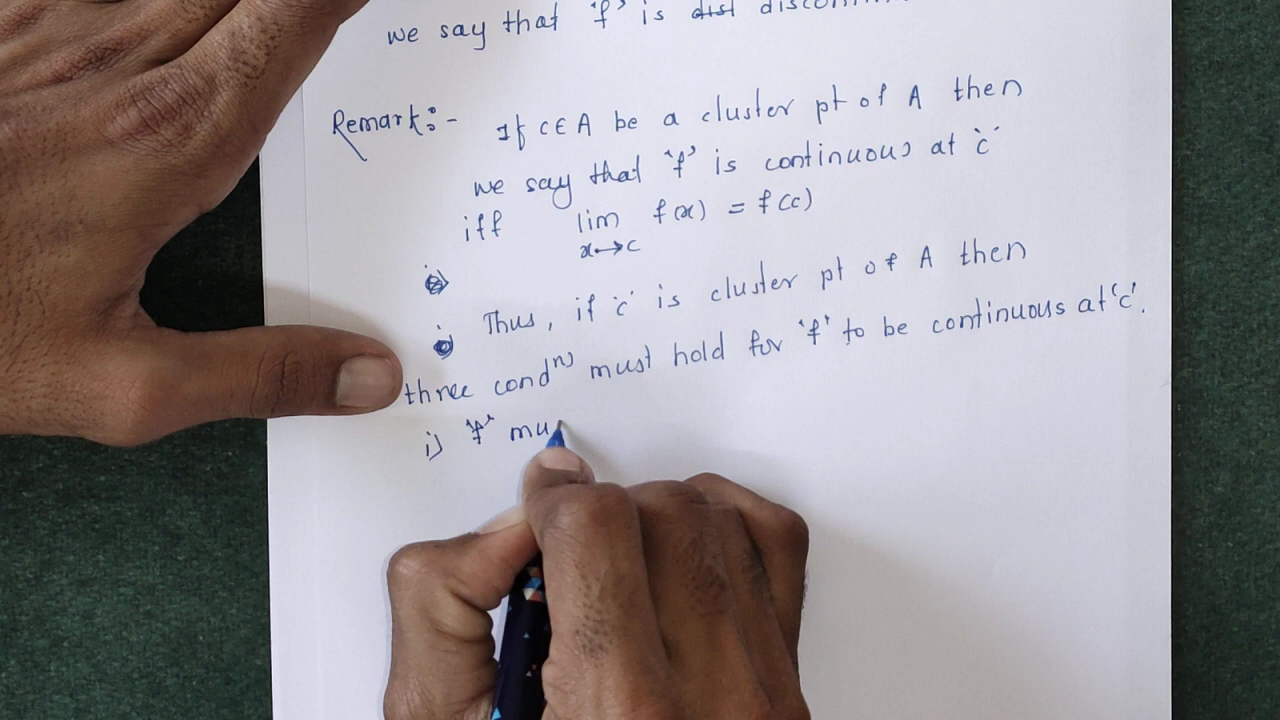 we say that 'f' is dist
Remark:- If c∈A be a cluster pt of A then
we say that 'f' is continuous at 'c'
iff lim f(x) = f(c)
x→c
Thus, if 'c' is cluster pt of A then
three condⁿ) must hold for 'f' to be continuous at 'c'.
i) 'f' mu